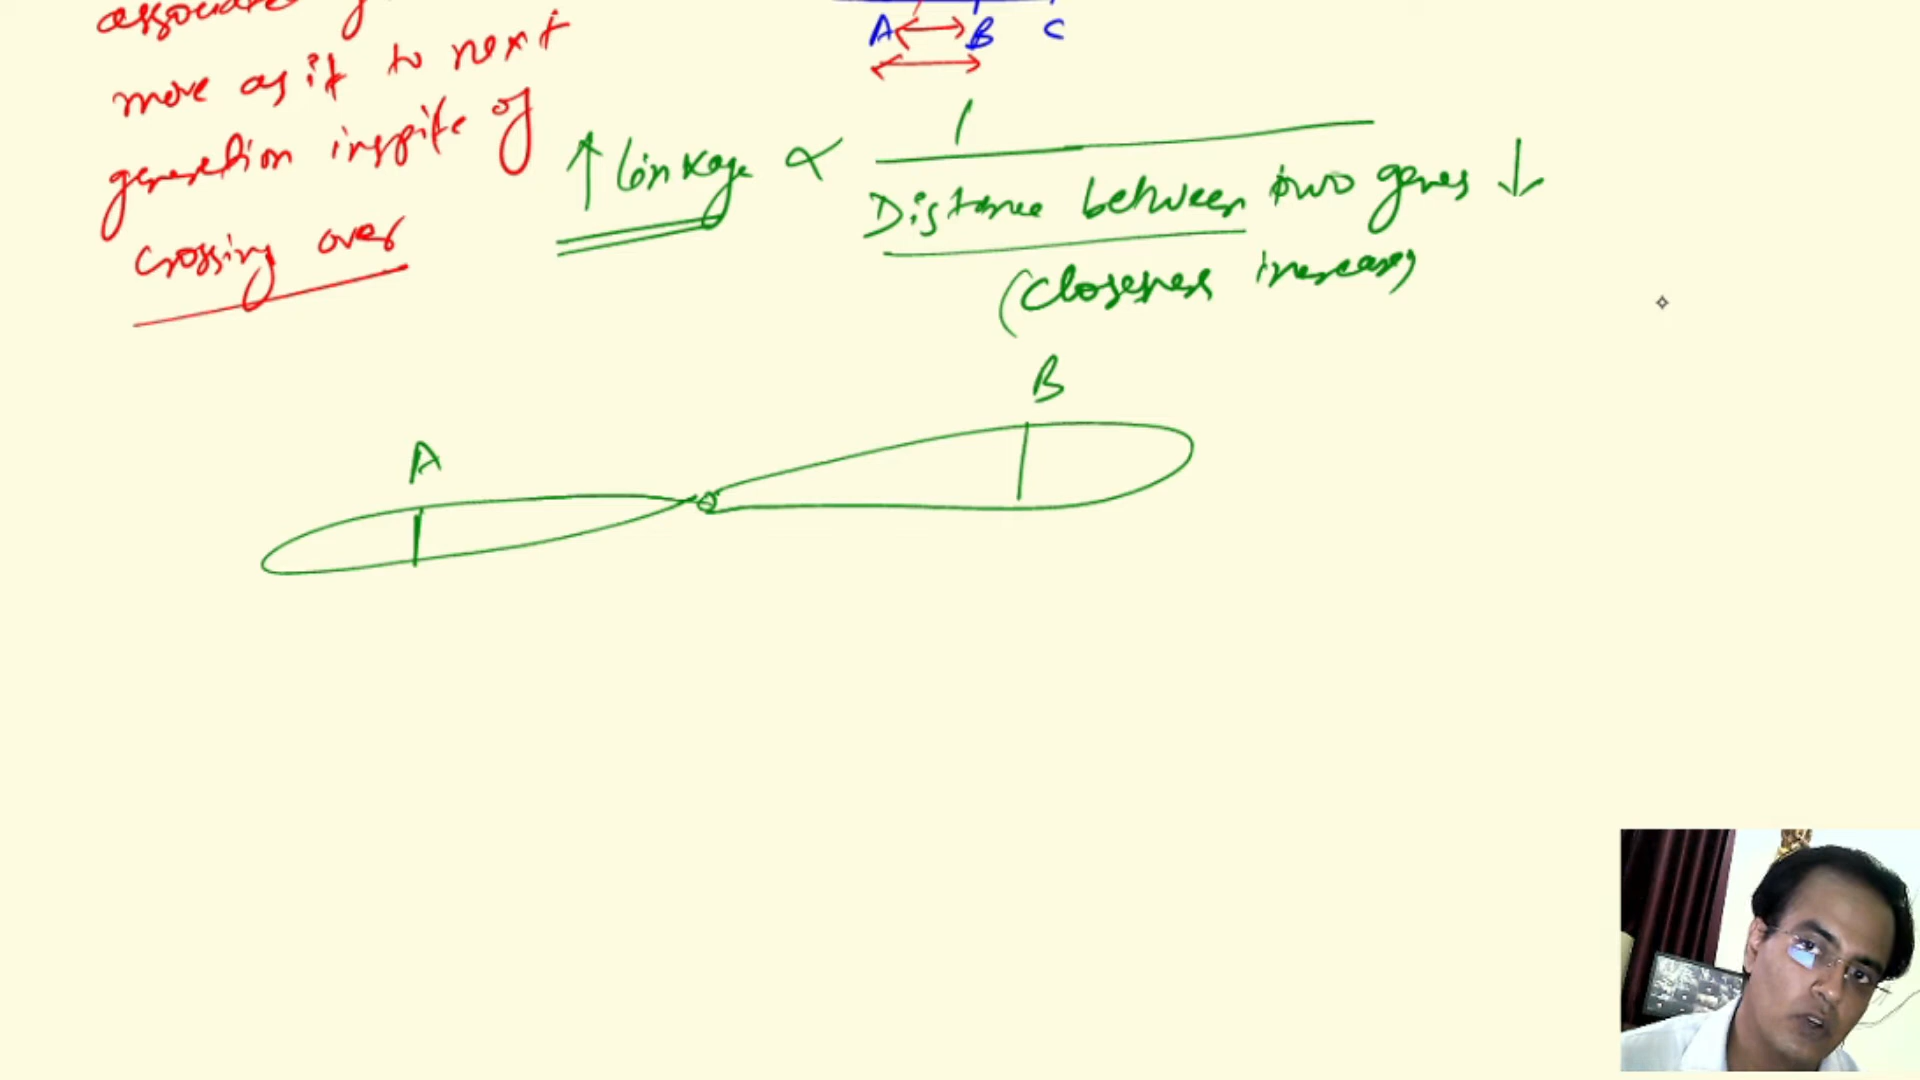 more as it to next
generation inspite of
crossing over
A B C
↑ Linkage ∝ 1
Distance between two genes ↓
(Closeness increases)
A
B